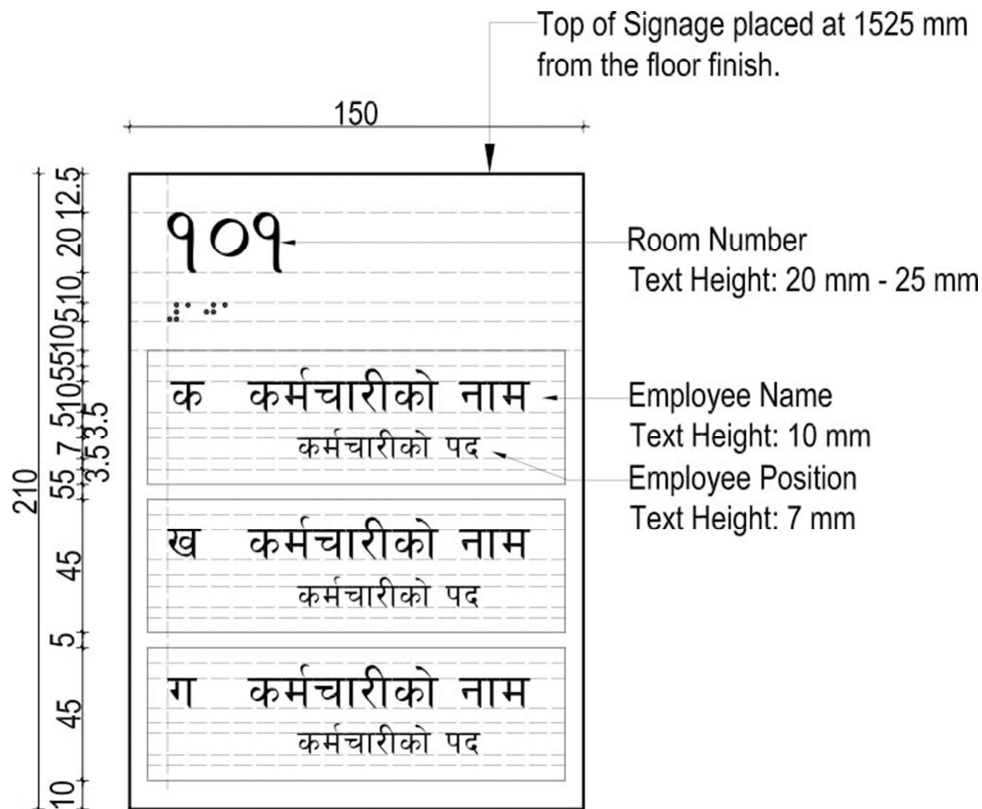 Top of Signage placed at 1525 mm
from the floor finish.
150
12.5
20
10
5
10
5
5
10
5
3.5
7
3.5
5
5
210
45
5
45
10
१०१
Room Number
Text Height: 20 mm - 25 mm
क कर्मचारीको नाम
कर्मचारीको पद
Employee Name
Text Height: 10 mm
Employee Position
Text Height: 7 mm
ख कर्मचारीको नाम
कर्मचारीको पद
ग कर्मचारीको नाम
कर्मचारीको पद